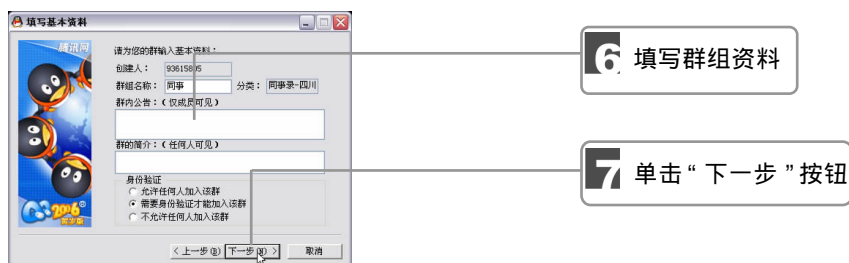 填写基本资料
腾讯网
请为您的群输入基本资料：
创建人： 93615805
群组名称： 同事 分类： 同事录-四川
群内公告：（仅成员可见）
群的简介：（任何人可见）
身份验证
允许任何人加入该群
需要身份验证才能加入该群
不允许任何人加入该群
2006
<上一步(B) 下一步(N)> 取消
6 填写群组资料
7 单击“下一步”按钮